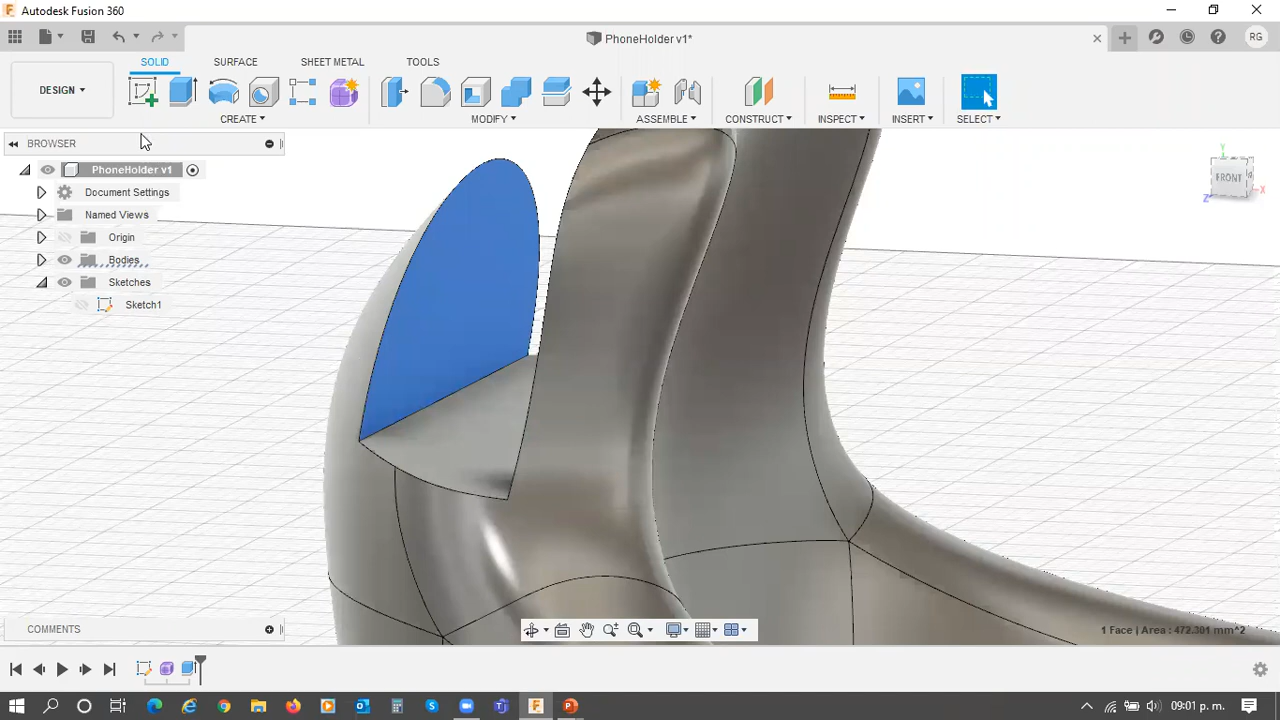 Autodesk Fusion 360
PhoneHolder v1*
RG
SOLID
SURFACE
SHEET METAL
TOOLS
DESIGN
CREATE
MODIFY
ASSEMBLE
CONSTRUCT
INSPECT
INSERT
SELECT
BROWSER
PhoneHolder v1
Document Settings
Named Views
Origin
Bodies
Sketches
Sketch1
Y
FRONT
X
Z
COMMENTS
1 Face | Area : 472.301 mm^2
09:01 p. m.